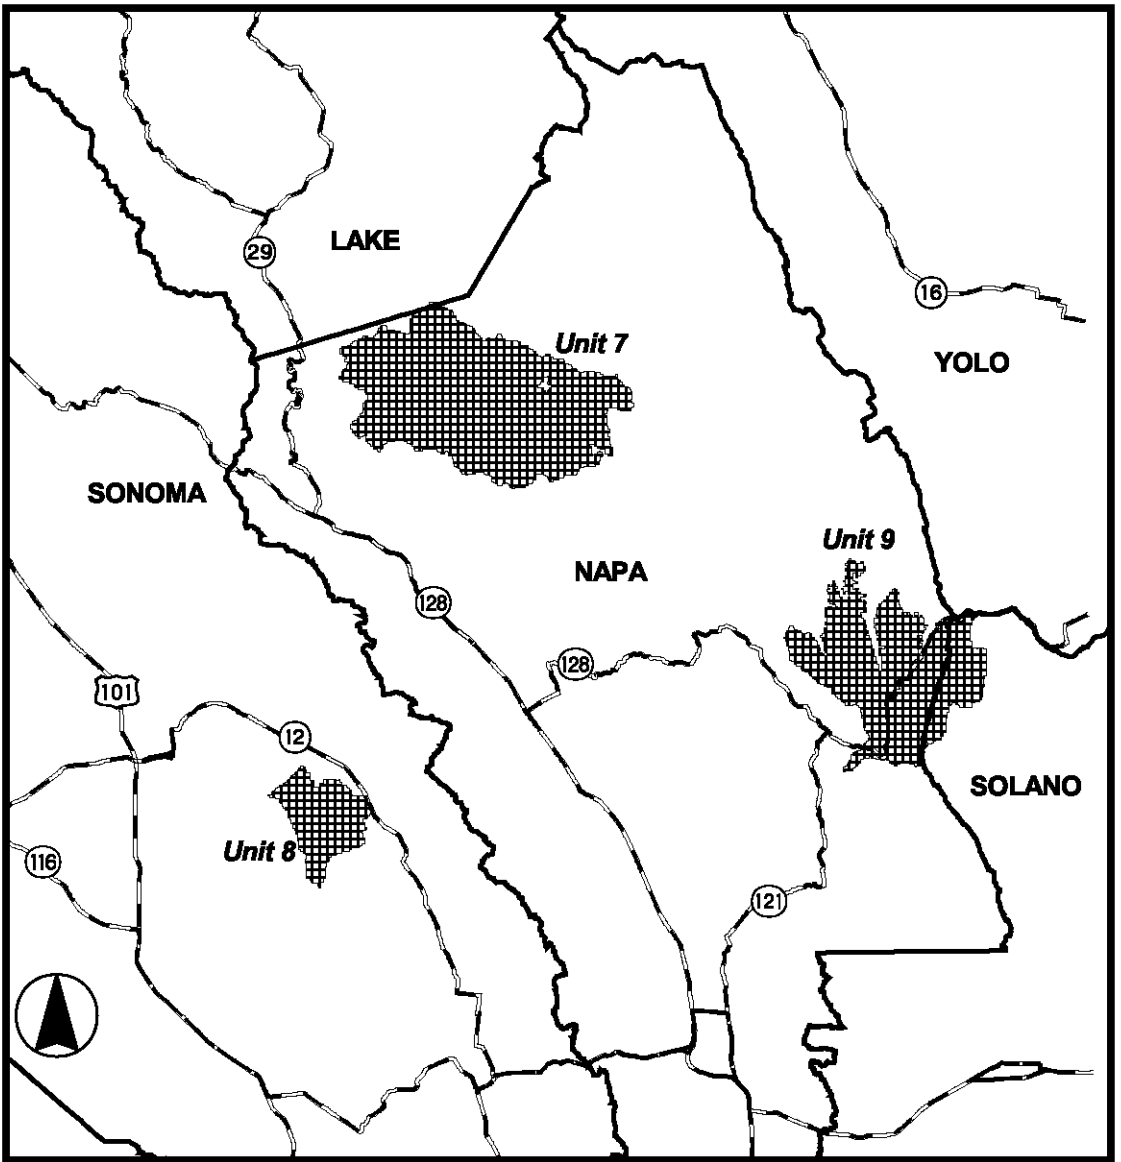 LAKE
29
16
Unit 7
YOLO
SONOMA
Unit 9
NAPA
128
128
101
12
SOLANO
Unit 8
116
121